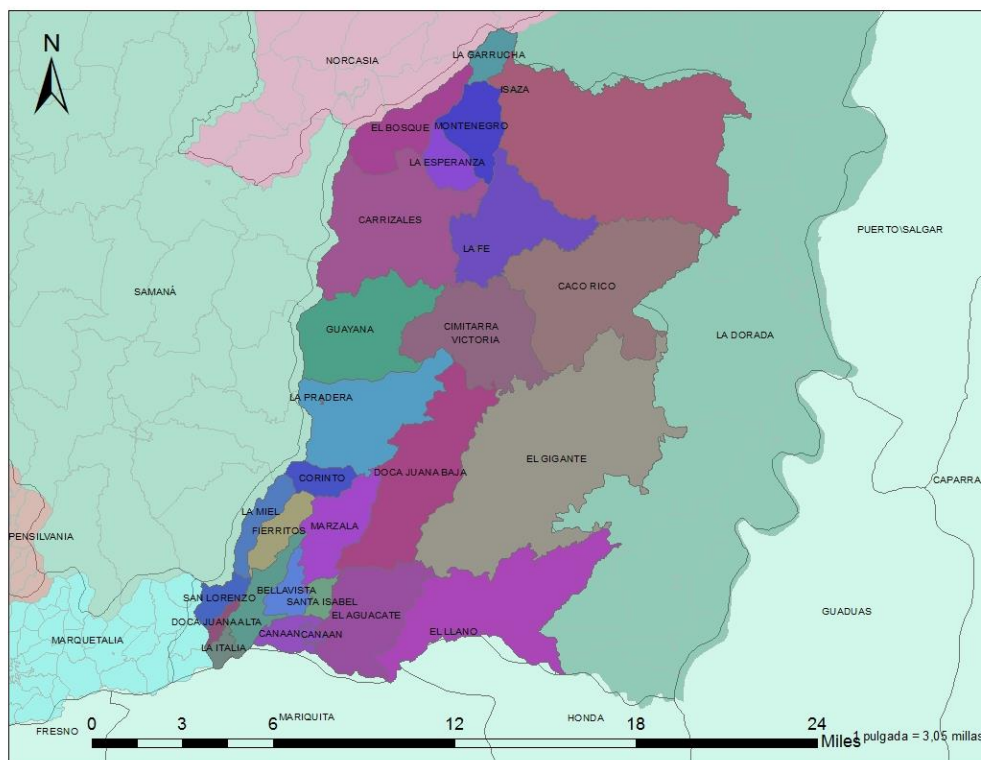 N
NORCASIA
LA GARRUCHA
ISAZA
EL BOSQUE
MONTENEGRO
LA ESPERANZA
CARRIZALES
PUERTO\SALGAR
LA FE
CACO RICO
SAMANÁ
GUAYANA
CIMITARRA
VICTORIA
LA DORADA
LA PRADERA
EL GIGANTE
DOCA JUANA BAJA
CORINTO
CAPARRA
LA MIEL
MARZALA
FIERRITOS
PENSILVANIA
BELLAVISTA
SAN LORENZO
SANTA ISABEL
GUADUAS
EL AGUACATE
DOCA JUANA ALTA
EL LLANO
CANAAN CANAAN
MARQUETALIA
LA ITALIA
MARIQUITA
HONDA
FRESNO
0 3 6 12 18 24
Miles
1 pulgada = 3,05 millas